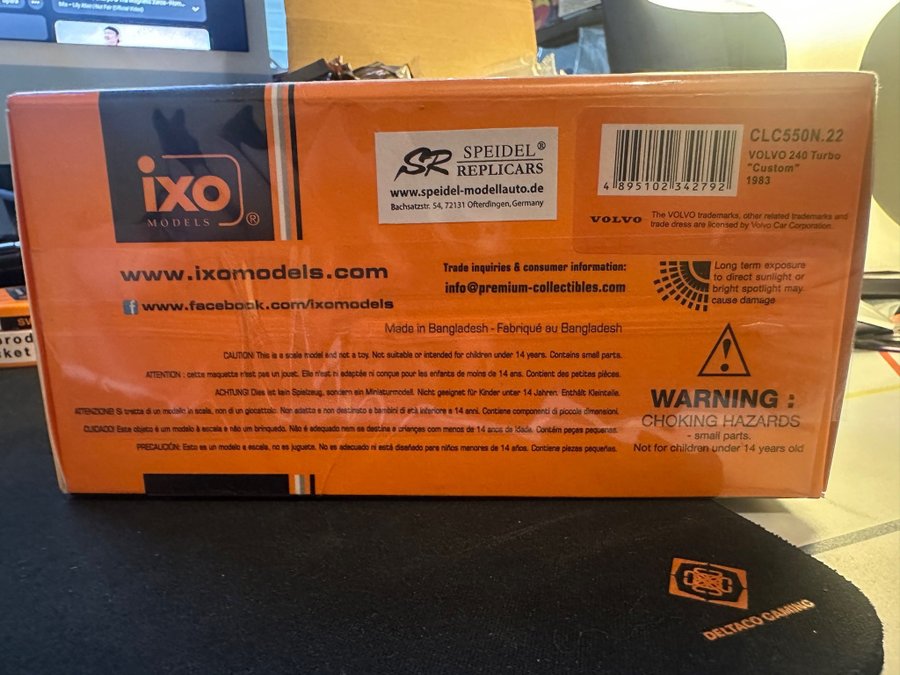 Mix - Lily Allen | Not Fair (Official Video)
ixo
MODELS ®
SR SPEIDEL®
REPLICARS
www.speidel-modellauto.de
Bachsatzstr. 54, 72131 Ofterdingen, Germany
CLC550N.22
VOLVO 240 Turbo
"Custom"
1983
4 895102 342792
VOLVO
The VOLVO trademarks, other related trademarks and
trade dress are licensed by Volvo Car Corporation.
www.ixomodels.com
f www.facebook.com/ixomodels
Trade inquiries & consumer information:
info@premium-collectibles.com
Long term exposure
to direct sunlight or
bright spotlight may
cause damage
Made in Bangladesh - Fabriqué au Bangladesh
CAUTION: This is a scale model and not a toy. Not suitable or intended for children under 14 years. Contains small parts.
ATTENTION : cette maquette n'est pas un jouet. Elle n'est ni adaptée ni conçue pour les enfants de moins de 14 ans. Contient des petites pièces.
ACHTUNG! Dies ist kein Spielzeug, sondern ein Miniaturmodell. Nicht geeignet für Kinder unter 14 Jahren. Enthält Kleinteile.
ATTENZIONE! Si tratta di un modello in scala, non di un giocattolo. Non adatto e non destinato a bambini di età inferiore a 14 anni. Contiene componenti di piccole dimensioni.
CUIDADO! Este objeto é um modelo à escala e não um brinquedo. Não é adequado nem se destina a crianças com menos de 14 anos de idade. Contém peças pequenas.
PRECAUCIÓN: Esto es un modelo a escala, no es juguete. No es adecuado ni está diseñado para niños menores de 14 años. Contiene piezas pequeñas.
WARNING :
CHOKING HAZARDS
- small parts.
Not for children under 14 years old
DELTACO GAMING